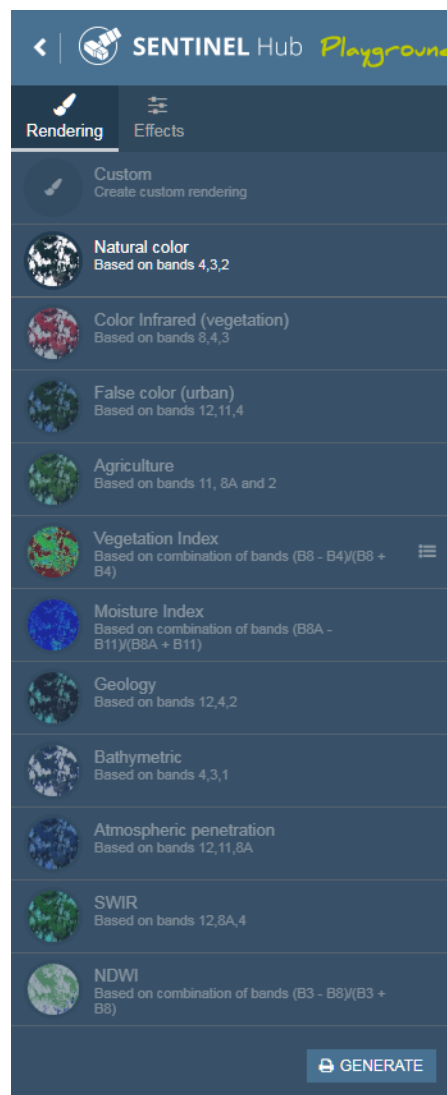 SENTINEL Hub Playground
Rendering
Effects
Custom
Create custom rendering
Natural color
Based on bands 4,3,2
Color Infrared (vegetation)
Based on bands 8,4,3
False color (urban)
Based on bands 12,11,4
Agriculture
Based on bands 11, 8A and 2
Vegetation Index
Based on combination of bands (B8 - B4)/(B8 +
B4)
Moisture Index
Based on combination of bands (B8A -
B11)/(B8A + B11)
Geology
Based on bands 12,4,2
Bathymetric
Based on bands 4,3,1
Atmospheric penetration
Based on bands 12,11,8A
SWIR
Based on bands 12,8A,4
NDWI
Based on combination of bands (B3 - B8)/(B3 +
B8)
GENERATE